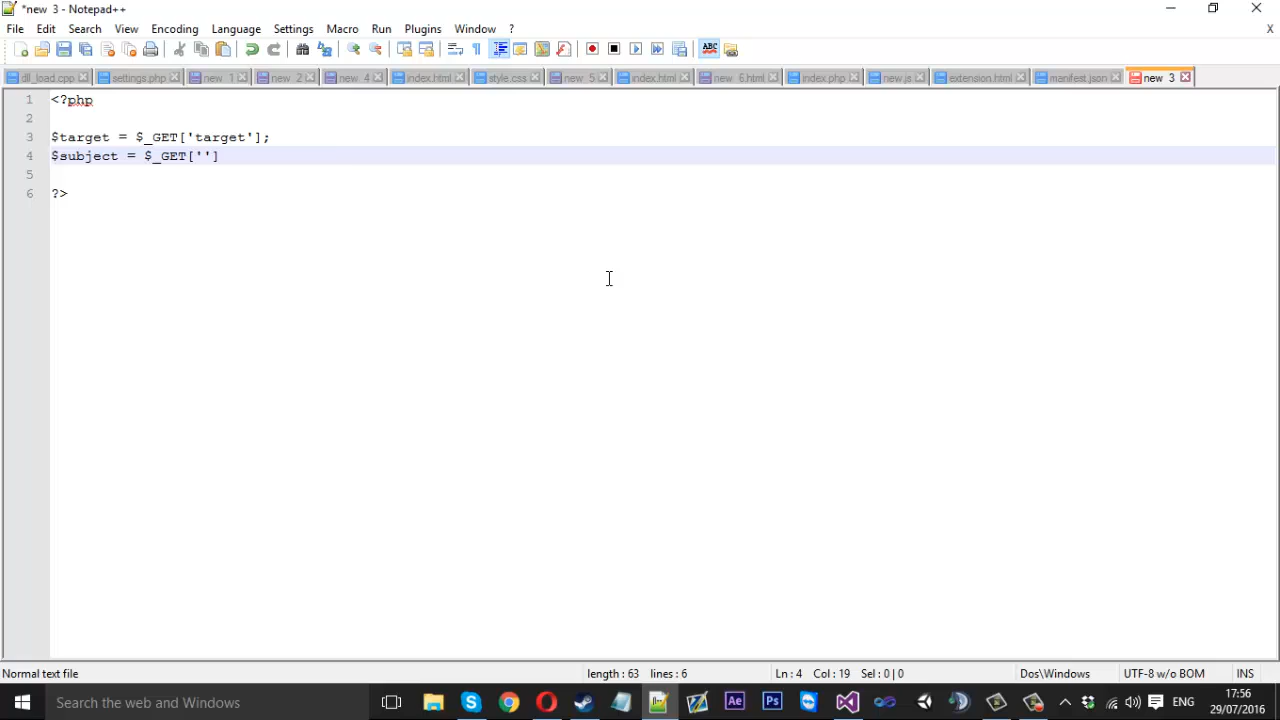 *new 3 - Notepad++
File Edit Search View Encoding Language Settings Macro Run Plugins Window ? X
dll_load.cpp settings.php new 1 new 2 new 4 index.html style.css new 5 index.html new 6.html index.php new.js extension.html manifest.json new 3
1 <?php
2
3 $target = $_GET['target'];
4 $subject = $_GET['']
5
6 ?>
Normal text file length : 63 lines : 6 Ln : 4 Col : 19 Sel : 0 | 0 Dos\Windows UTF-8 w/o BOM INS
Search the web and Windows Ae Ps ENG 17:56
29/07/2016